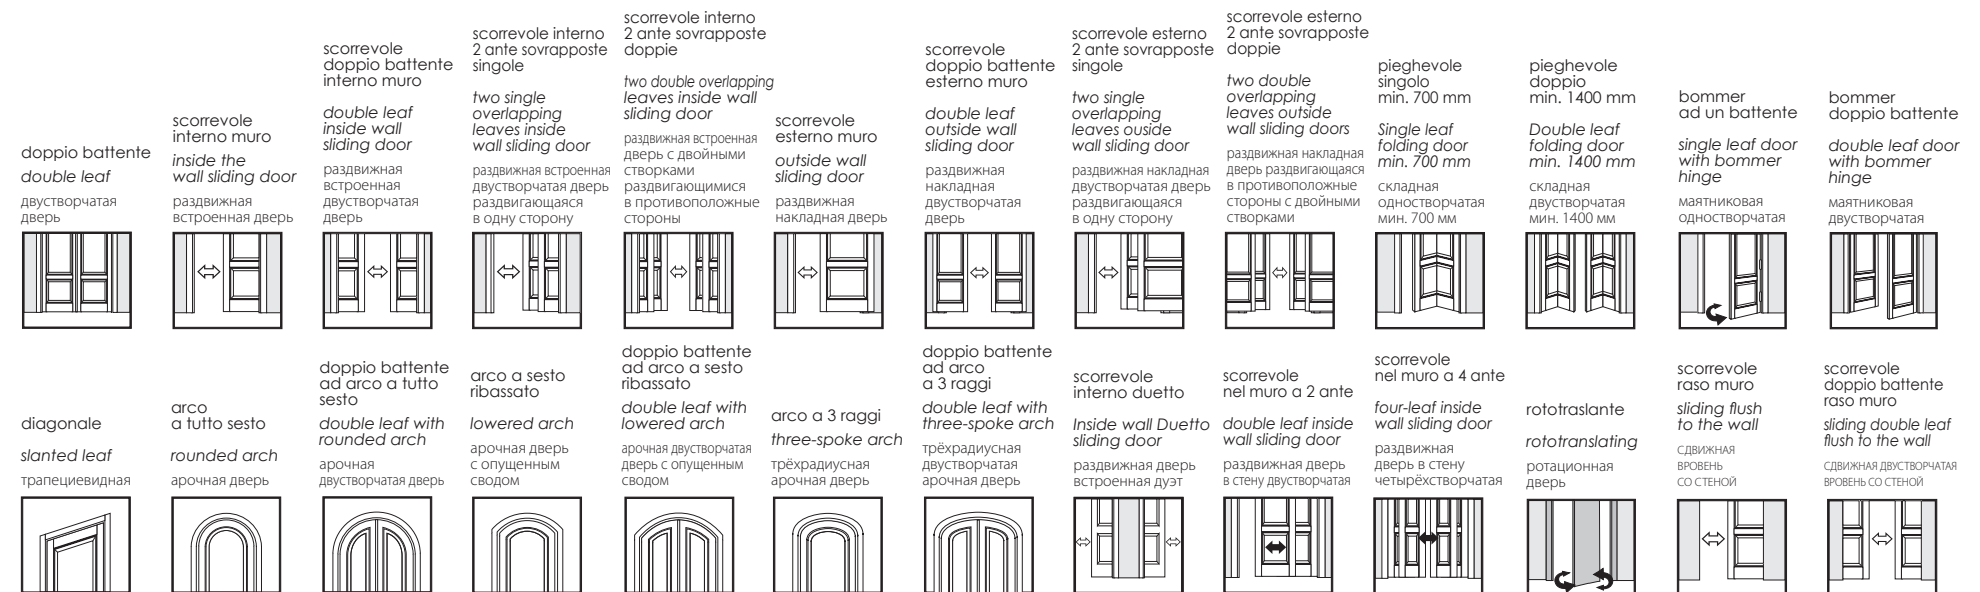 doppio battente
double leaf
двустворчатая
дверь
scorrevole
interno muro
inside the
wall sliding door
раздвижная
встроенная дверь
scorrevole
doppio battente
interno muro
double leaf
inside wall
sliding door
раздвижная
встроенная
двустворчатая
дверь
scorrevole interno
2 ante sovrapposte
singole
two single
overlapping
leaves inside
wall sliding door
раздвижная встроенная
двустворчатая дверь
раздвигающаяся
в одну сторону
scorrevole interno
2 ante sovrapposte
doppie
two double overlapping
leaves inside wall
sliding door
раздвижная встроенная
дверь с двойными
створками
раздвигающимися
в противоположные
стороны
scorrevole
esterno muro
outside wall
sliding door
раздвижная
накладная дверь
scorrevole
doppio battente
esterno muro
double leaf
outside wall
sliding door
раздвижная
накладная
двустворчатая
дверь
scorrevole esterno
2 ante sovrapposte
singole
two single
overlapping
leaves ouside
wall sliding door
раздвижная накладная
двустворчатая дверь
раздвигающаяся
в одну сторону
scorrevole esterno
2 ante sovrapposte
doppie
two double
overlapping
leaves outside
wall sliding doors
раздвижная накладная
дверь раздвигающаяся
в противоположные
стороны с двойными
створками
pieghevole
singolo
min. 700 mm
Single leaf
folding door
min. 700 mm
складная
одностворчатая
мин. 700 мм
pieghevole
doppio
min. 1400 mm
Double leaf
folding door
min. 1400 mm
складная
двустворчатая
мин. 1400 мм
bommer
ad un battente
single leaf door
with bommer
hinge
маятниковая
одностворчатая
bommer
doppio battente
double leaf door
with bommer
hinge
маятниковая
двустворчатая
diagonale
slanted leaf
трапециевидная
arco
a tutto sesto
rounded arch
арочная дверь
doppio battente
ad arco a tutto
sesto
double leaf with
rounded arch
арочная
двустворчатая дверь
arco a sesto
ribassato
lowered arch
арочная дверь
с опущенным
сводом
doppio battente
ad arco a sesto
ribassato
double leaf with
lowered arch
арочная двустворчатая
дверь с опущенным
сводом
arco a 3 raggi
three-spoke arch
трёхрадиусная
арочная дверь
doppio battente
ad arco
a 3 raggi
double leaf with
three-spoke arch
трёхрадиусная
двустворчатая
арочная дверь
scorrevole
interno duetto
Inside wall Duetto
sliding door
раздвижная дверь
встроенная дуэт
scorrevole
nel muro a 2 ante
double leaf inside
wall sliding door
раздвижная дверь
в стену двустворчатая
scorrevole
nel muro a 4 ante
four-leaf inside
wall sliding door
раздвижная
дверь в стену
четырёхстворчатая
rototraslante
rototranslating
ротационная
дверь
scorrevole
raso muro
sliding flush
to the wall
СДВИЖНАЯ
ВРОВЕНЬ
СО СТЕНОЙ
scorrevole
doppio battente
raso muro
sliding double leaf
flush to the wall
СДВИЖНАЯ ДВУСТВОРЧАТАЯ
ВРОВЕНЬ СО СТЕНОЙ